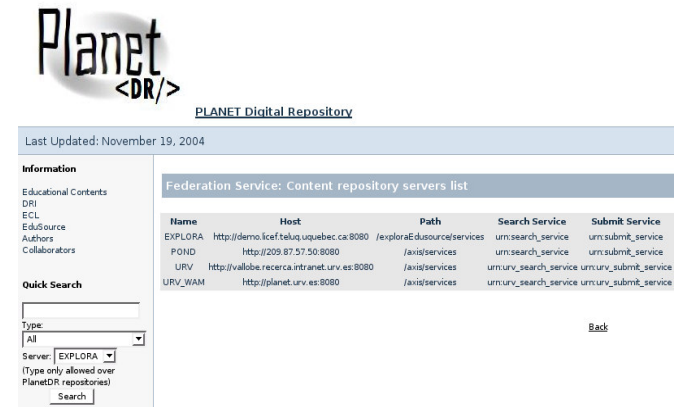 Planet
<DR/>
PLANET Digital Repository
Last Updated: November 19, 2004
Information
Educational Contents
DRI
ECL
EduSource
Authors
Collaborators
Quick Search
Type:
All
Server: EXPLORA
(Type only allowed over
PlanetDR repositories)
Search
Federation Service: Content repository servers list
Name Host Path Search Service Submit Service
EXPLORA http://demo.licef.teluq.uquebec.ca:8080 /exploraEdusource/services urn:search_service urn:submit_service
POND http://209.87.57.50:8080 /axis/services urn:search_service urn:submit_service
URV http://vallobe.recerca.intranet.urv.es:8080 /axis/services urn:urv_search_service urn:urv_submit_service
URV_WAM http://planet.urv.es:8080 /axis/services urn:urv_search_service urn:urv_submit_service
Back